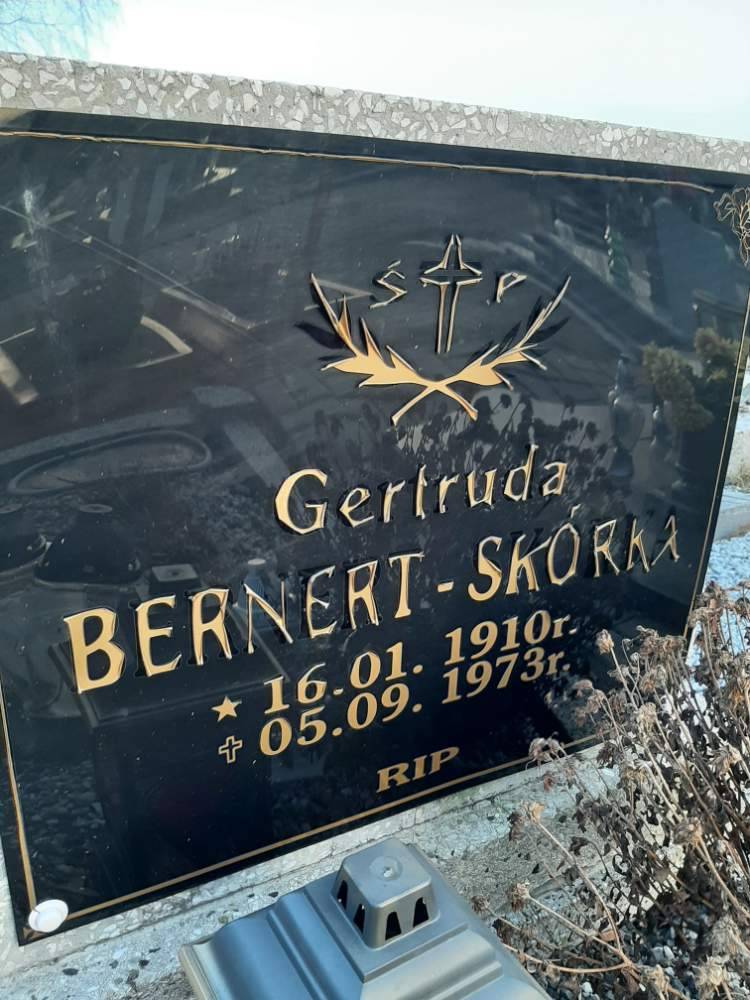 Ś P
Gertruda
BERNERT - SKÓRKA
16.01. 1910r.
05.09. 1973r.
RIP